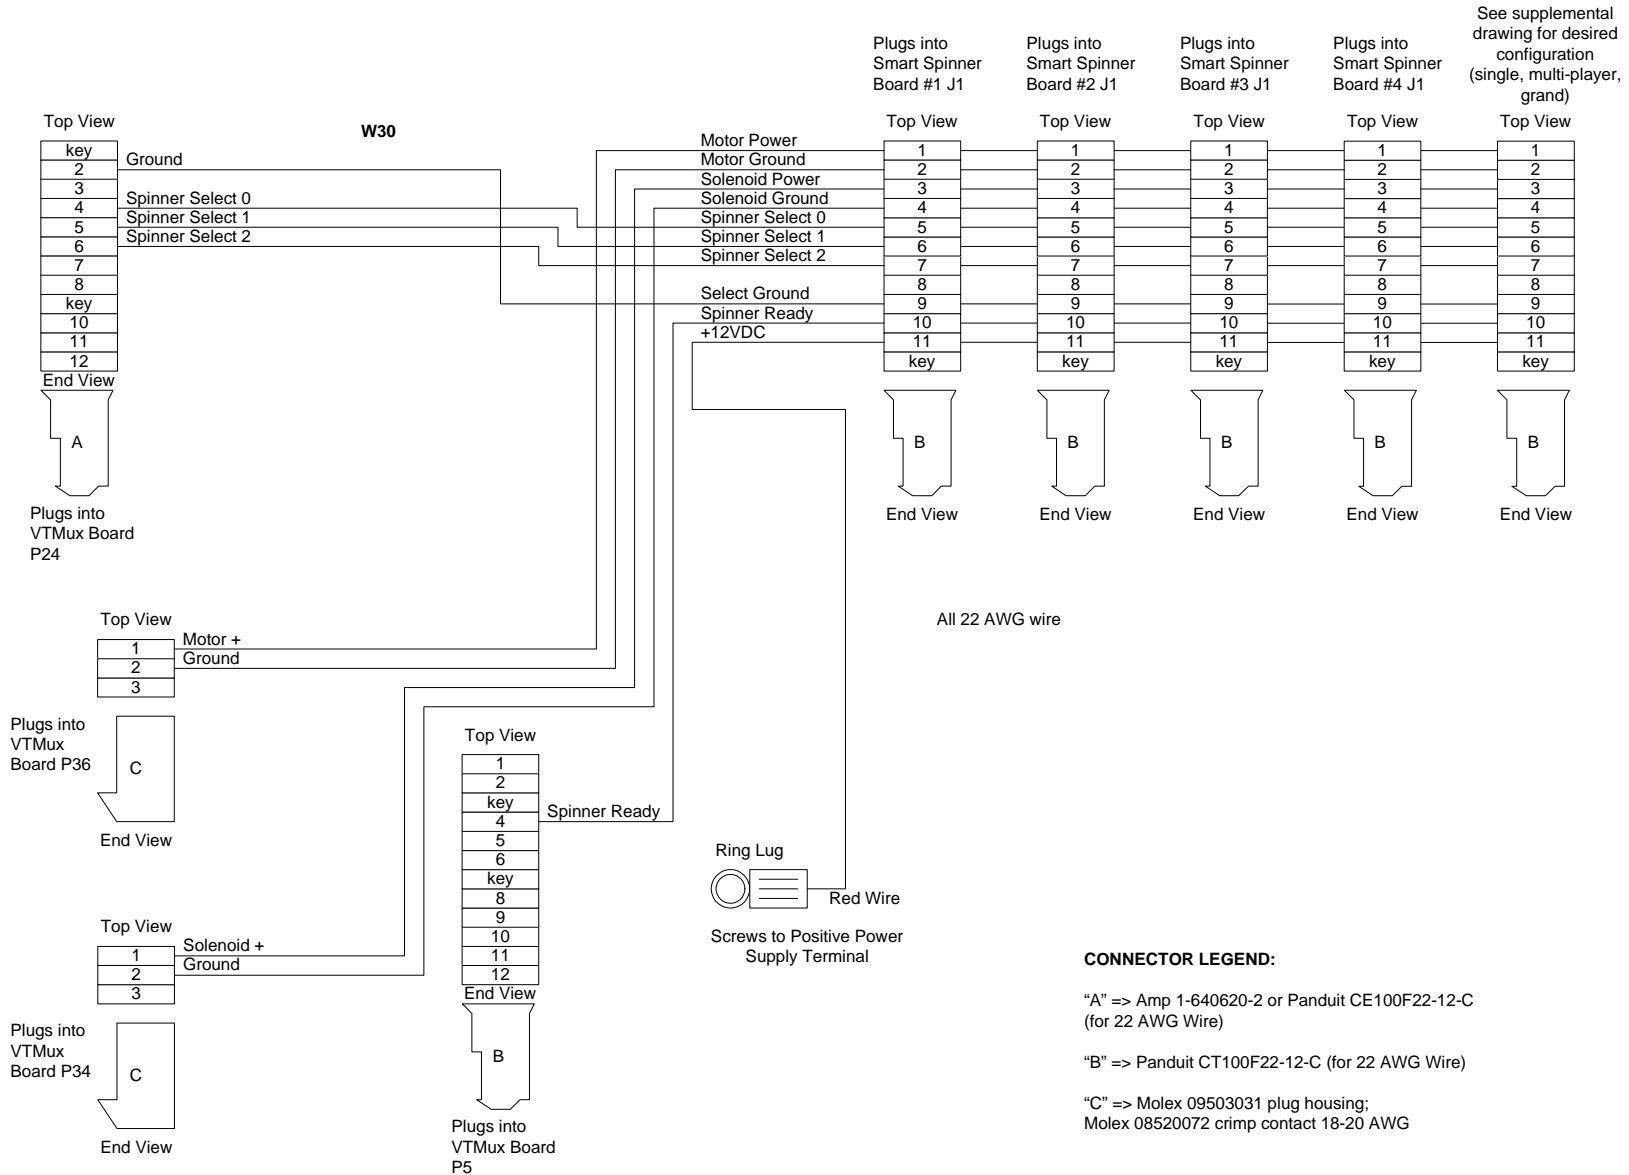 See supplemental
drawing for desired
configuration
(single, multi-player,
grand)
Plugs into
Smart Spinner
Board #1 J1
Plugs into
Smart Spinner
Board #2 J1
Plugs into
Smart Spinner
Board #3 J1
Plugs into
Smart Spinner
Board #4 J1
Top View
W30
Top View
Top View
Top View
Top View
Top View
key
2
3
4
5
6
7
8
key
10
11
12
Ground
Spinner Select 0
Spinner Select 1
Spinner Select 2
End View
A
Plugs into
VTMux Board
P24
Motor Power
Motor Ground
Solenoid Power
Solenoid Ground
Spinner Select 0
Spinner Select 1
Spinner Select 2
Select Ground
Spinner Ready
+12VDC
1 1 1 1 1
2 2 2 2 2
3 3 3 3 3
4 4 4 4 4
5 5 5 5 5
6 6 6 6 6
7 7 7 7 7
8 8 8 8 8
9 9 9 9 9
10 10 10 10 10
11 11 11 11 11
key key key key key
B B B B B
End View End View End View End View End View
All 22 AWG wire
Top View
1
2
3
Motor +
Ground
Plugs into
VTMux
Board P36
C
End View
Top View
1
2
key
4
5
6
key
8
9
10
11
12
Spinner Ready
End View
B
Plugs into
VTMux Board
P5
Ring Lug
Red Wire
Screws to Positive Power
Supply Terminal
Top View
1
2
3
Solenoid +
Ground
Plugs into
VTMux
Board P34
C
End View
CONNECTOR LEGEND:
“A” => Amp 1-640620-2 or Panduit CE100F22-12-C
(for 22 AWG Wire)
“B” => Panduit CT100F22-12-C (for 22 AWG Wire)
“C” => Molex 09503031 plug housing;
Molex 08520072 crimp contact 18-20 AWG